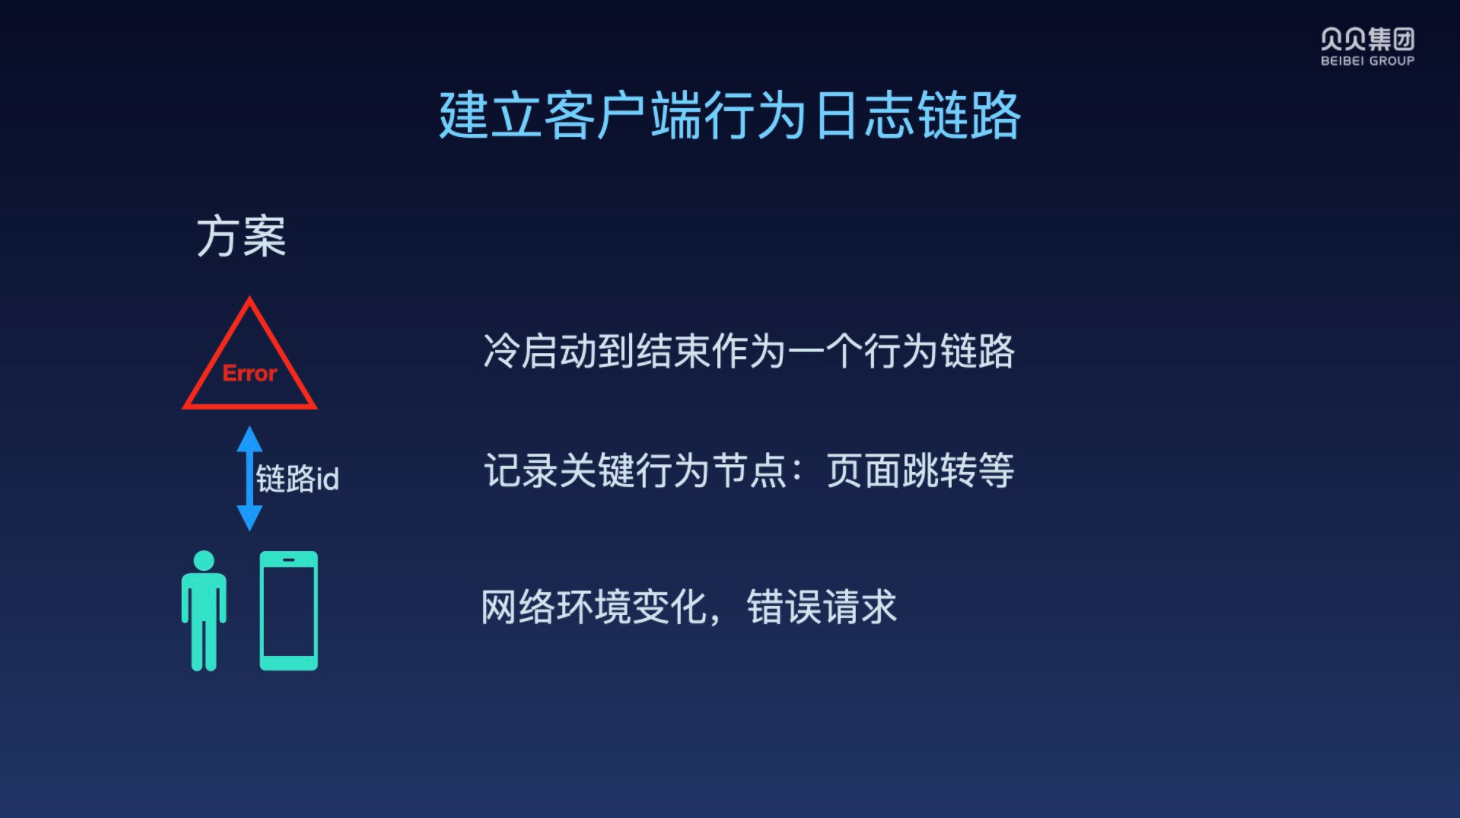 贝贝集团
BEIBEI GROUP
建立客户端行为日志链路
方案
Error
链路id
冷启动到结束作为一个行为链路
记录关键行为节点：页面跳转等
网络环境变化，错误请求